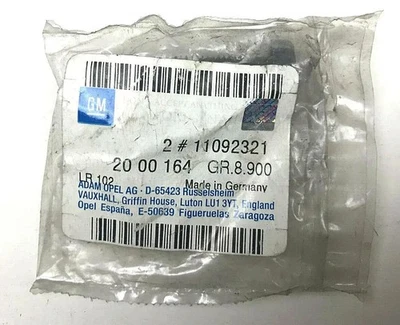 GM
2 # 11092321
20 00 164 GR.8.900
LR 102 Made in Germany
ADAM OPEL AG · D-65423 Rüsselsheim
VAUXHALL, Griffin House, Luton LU1 3YT, England
Opel España, E-50639 Figueruelas Zaragoza